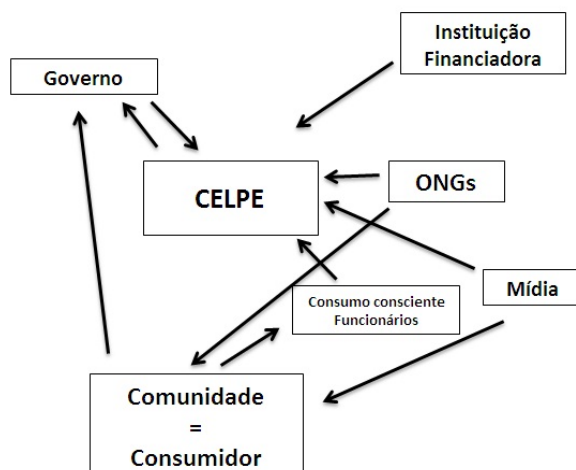 Instituição
Financiadora
Governo
CELPE
ONGs
Mídia
Consumo consciente
Funcionários
Comunidade
=
Consumidor